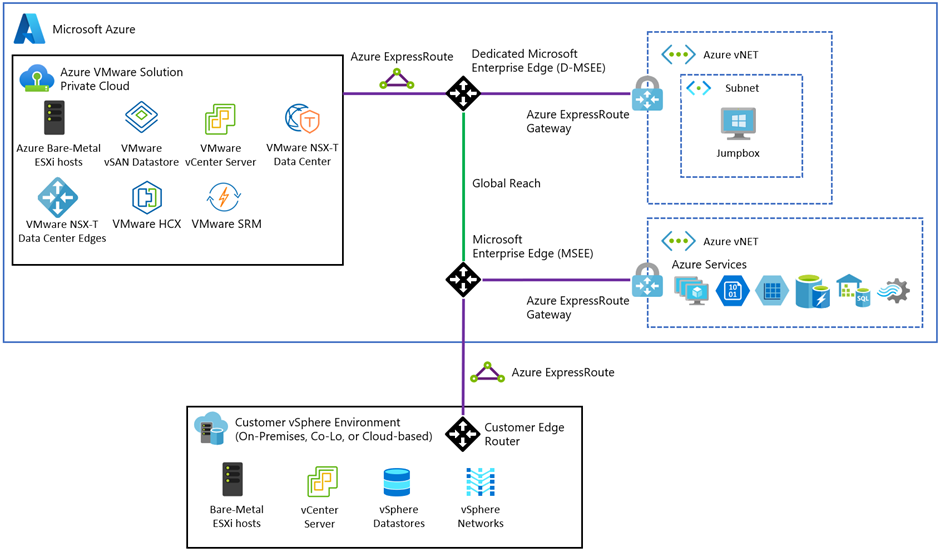 Microsoft Azure
Azure VMware Solution
Private Cloud
Azure Bare-Metal
ESXi hosts
VMware
vSAN Datastore
VMware
vCenter Server
VMware NSX-T
Data Center
VMware NSX-T
Data Center Edges
VMware HCX
VMware SRM
Azure ExpressRoute
Dedicated Microsoft
Enterprise Edge (D-MSEE)
Azure ExpressRoute
Gateway
Azure vNET
Subnet
Jumpbox
Global Reach
Microsoft
Enterprise Edge (MSEE)
Azure ExpressRoute
Gateway
Azure vNET
Azure Services
10
01
SQL
Azure ExpressRoute
Customer vSphere Environment
(On-Premises, Co-Lo, or Cloud-based)
Customer Edge
Router
Bare-Metal
ESXi hosts
vCenter
Server
vSphere
Datastores
vSphere
Networks